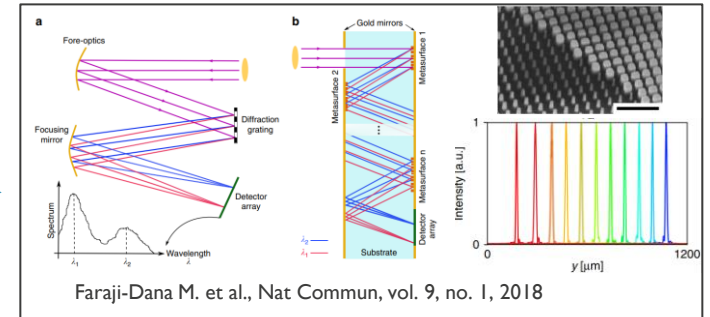 a
Fore-optics
Focusing
mirror
Diffraction
grating
Detector
array
Spectrum
Wavelength
λ
λ1
λ2
b
Gold mirrors
Metasurface 1
Metasurface 2
Metasurface n
Detector
array
λ2
λ1
Substrate
Intensity [a.u.]
1
0
0
y [μm]
1200
Faraji-Dana M. et al., Nat Commun, vol. 9, no. 1, 2018